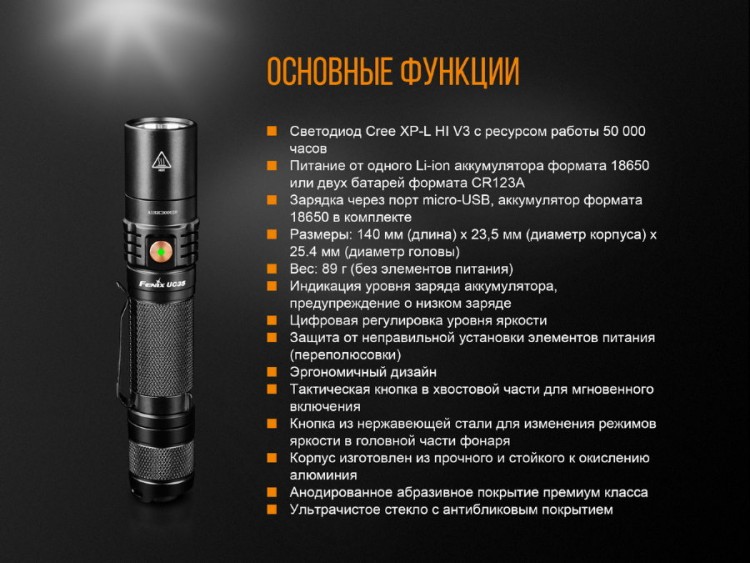 ОСНОВНЫЕ ФУНКЦИИ
Светодиод Cree XP-L HI V3 с ресурсом работы 50 000
часов
Питание от одного Li-ion аккумулятора формата 18650
или двух батарей формата CR123A
Зарядка через порт micro-USB, аккумулятор формата
18650 в комплекте
Размеры: 140 мм (длина) x 23,5 мм (диаметр корпуса) x
25.4 мм (диаметр головы)
Вес: 89 г (без элементов питания)
Индикация уровня заряда аккумулятора,
предупреждение о низком заряде
Цифровая регулировка уровня яркости
Защита от неправильной установки элементов питания
(переполюсовки)
Эргономичный дизайн
Тактическая кнопка в хвостовой части для мгновенного
включения
Кнопка из нержавеющей стали для изменения режимов
яркости в головной части фонаря
Корпус изготовлен из прочного и стойкого к окислению
алюминия
Анодированное абразивное покрытие премиум класса
Ультрачистое стекло с антибликовым покрытием
FENIX UC35